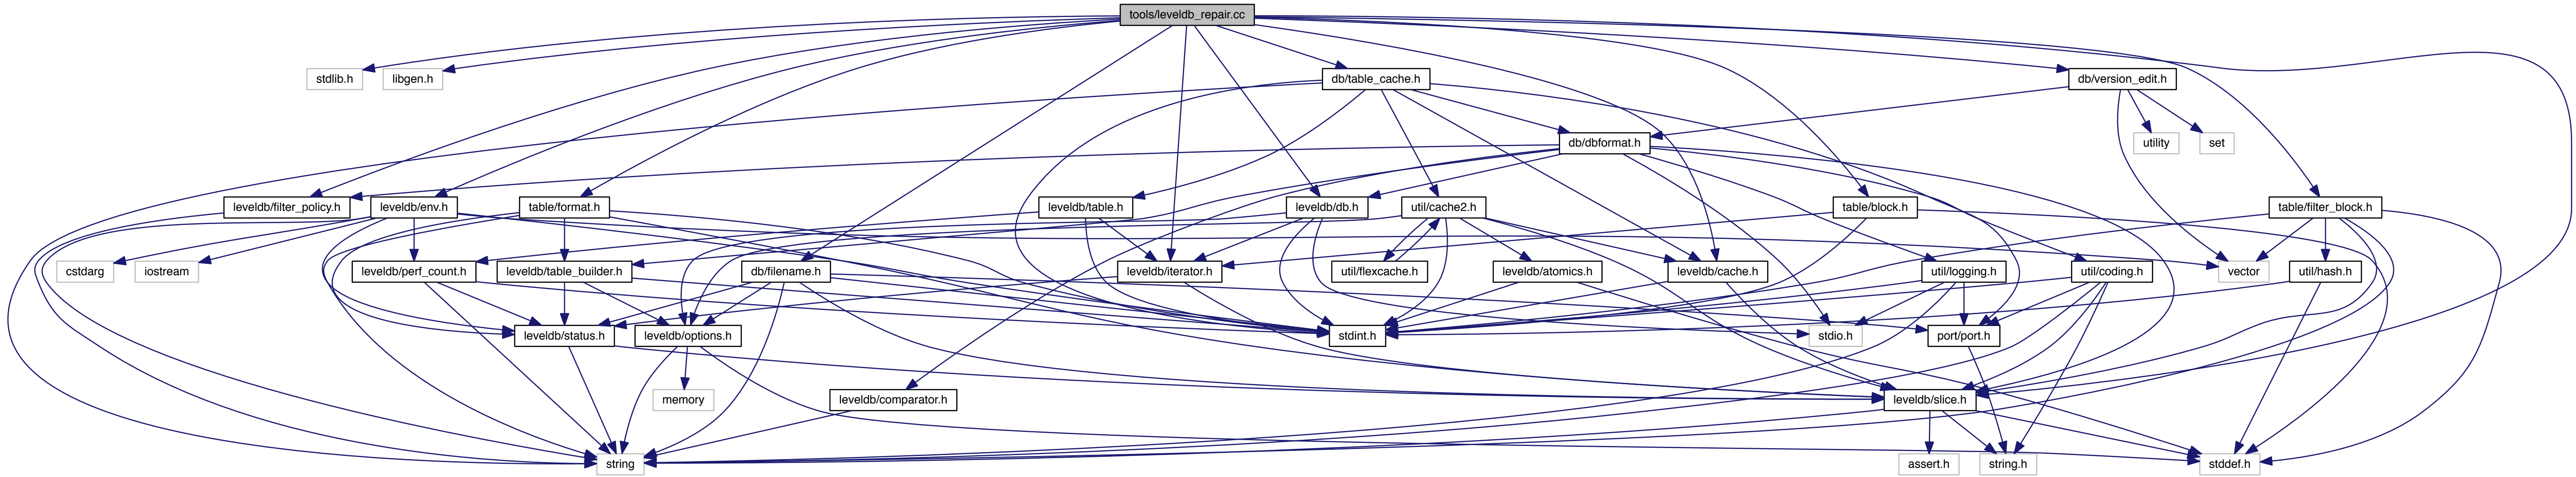 tools/leveldb_repair.cc
stdlib.h
libgen.h
db/table_cache.h
db/version_edit.h
db/dbformat.h
utility
set
leveldb/filter_policy.h
leveldb/env.h
table/format.h
leveldb/table.h
leveldb/db.h
util/cache2.h
table/block.h
table/filter_block.h
cstdarg
iostream
leveldb/perf_count.h
leveldb/table_builder.h
db/filename.h
leveldb/iterator.h
util/flexcache.h
leveldb/atomics.h
leveldb/cache.h
util/logging.h
util/coding.h
vector
util/hash.h
leveldb/status.h
leveldb/options.h
stdint.h
stdio.h
port/port.h
memory
leveldb/comparator.h
leveldb/slice.h
string
assert.h
string.h
stddef.h